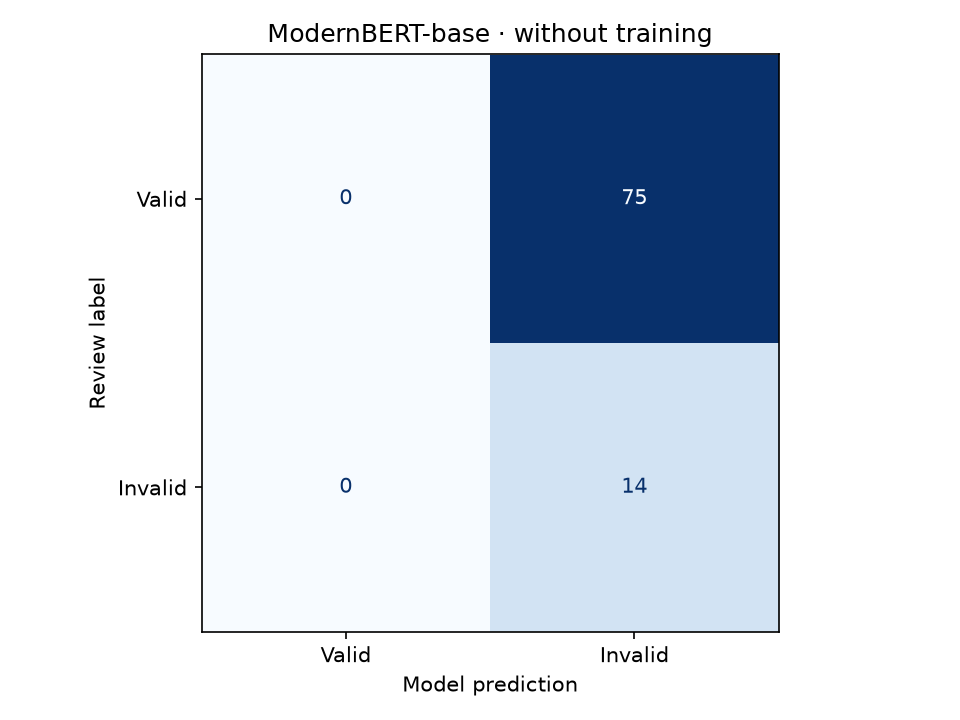 ModernBERT-base · without training
Valid
0
75
Review label
Invalid
0
14
Valid
Invalid
Model prediction